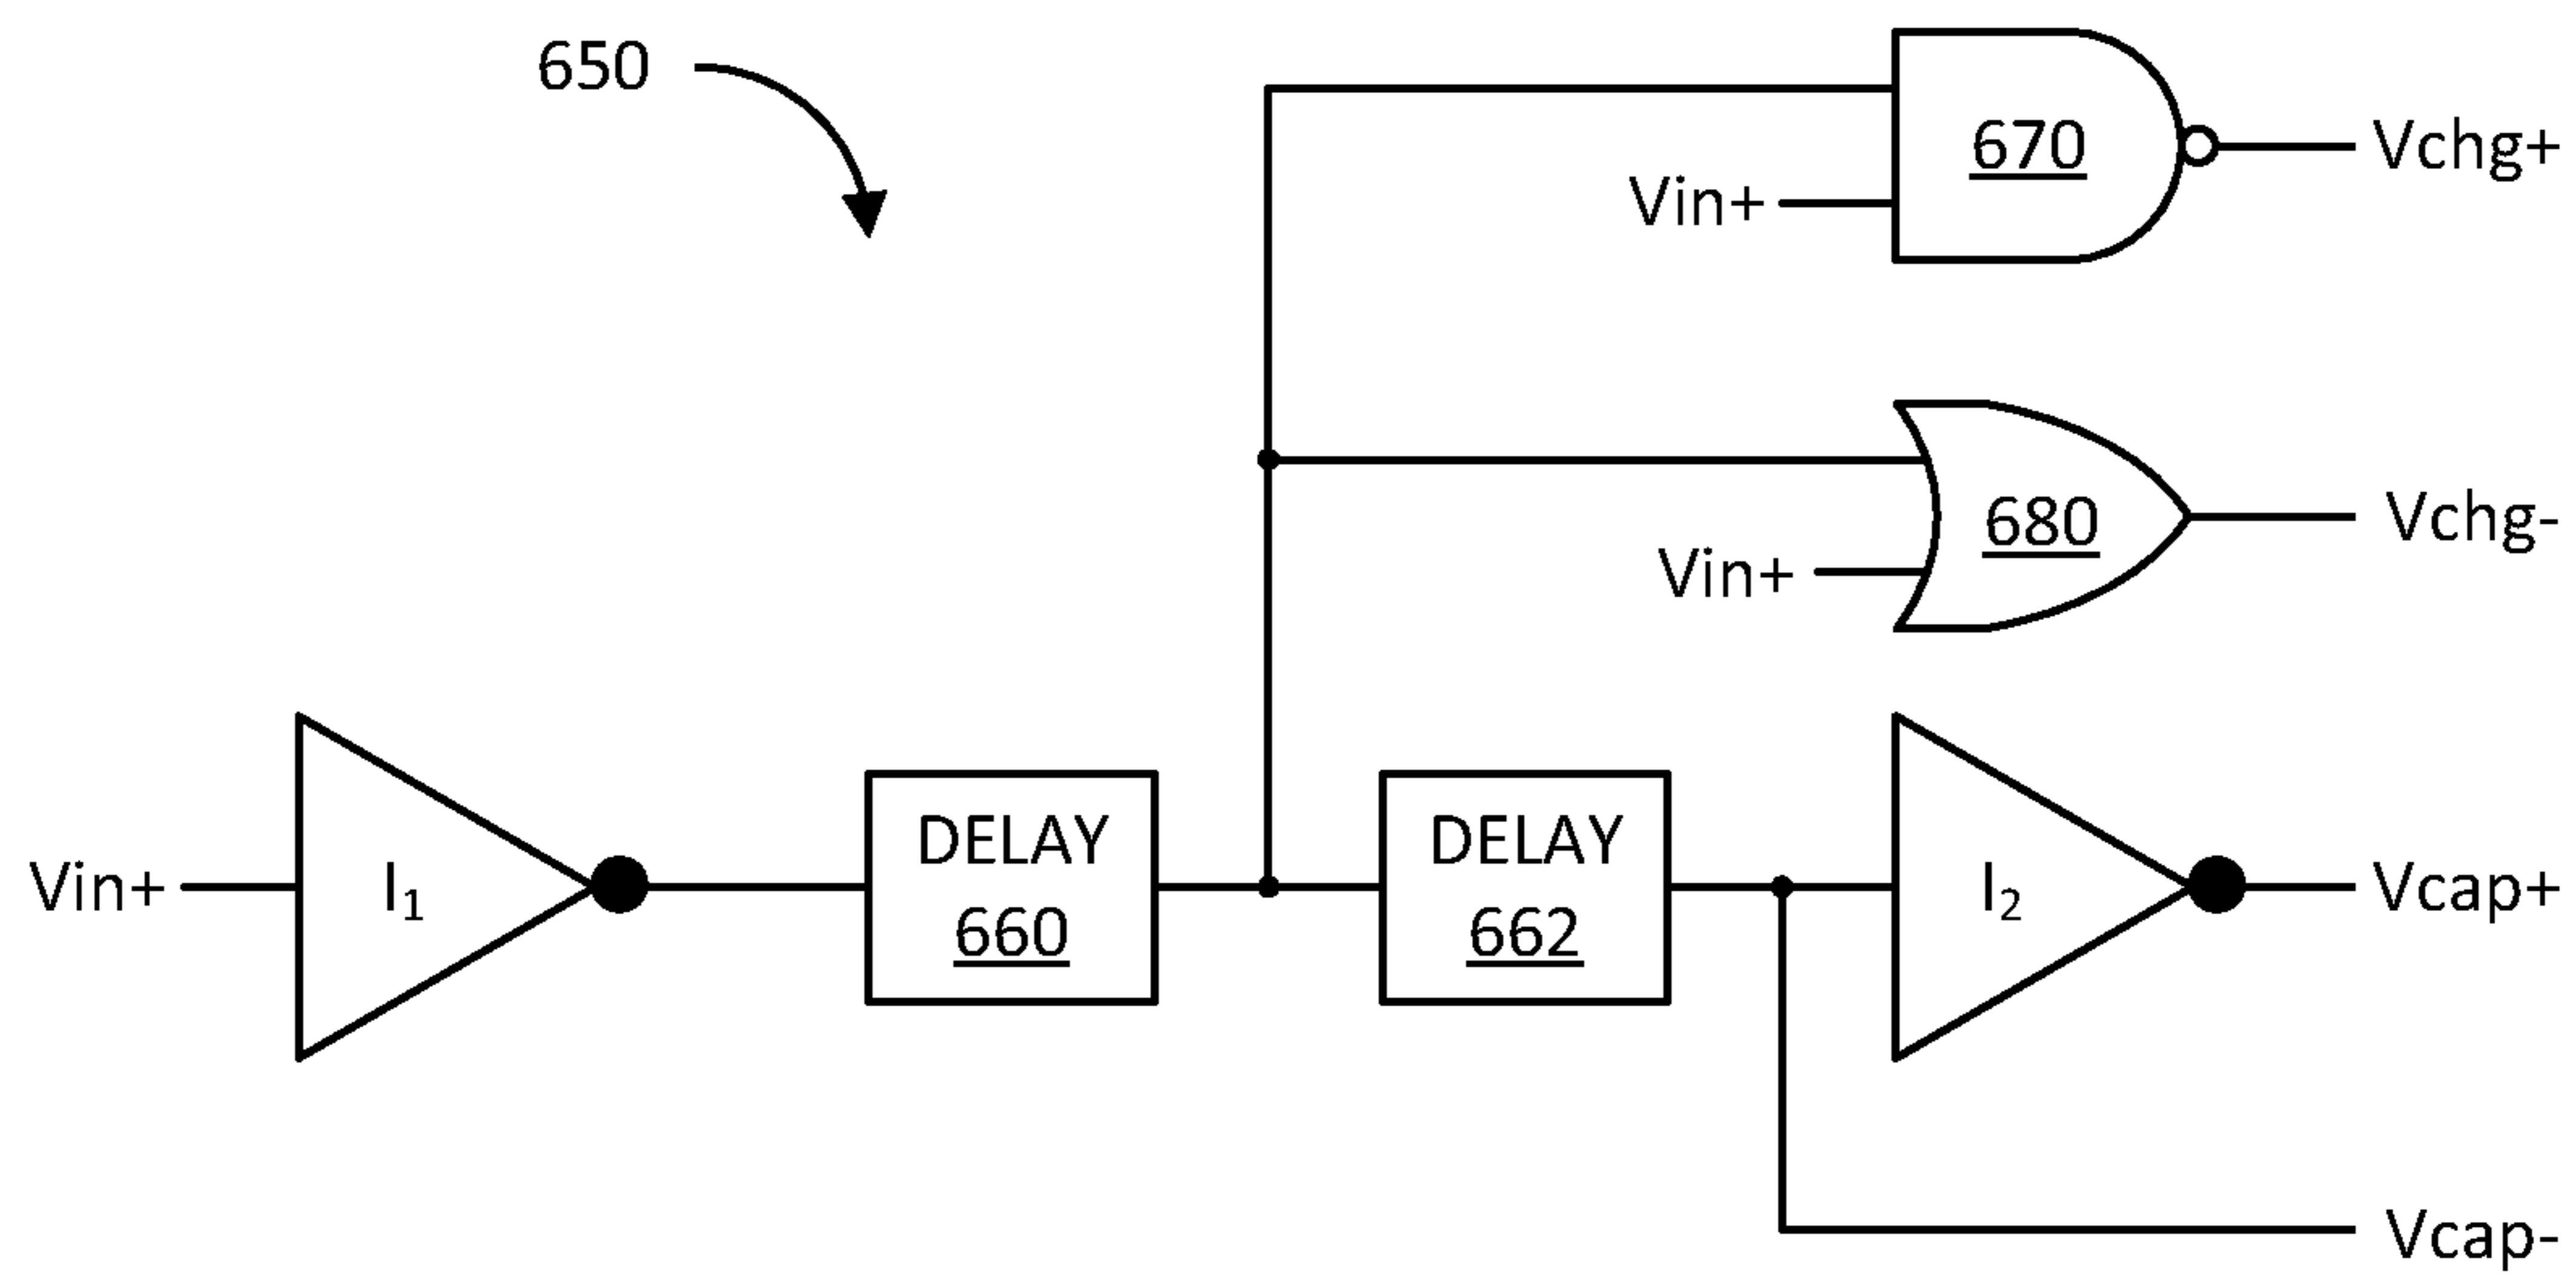 650
670
Vchg+
Vin+
680
Vchg-
Vin+
Vin+
I₁
DELAY
660
DELAY
662
I₂
Vcap+
Vcap-